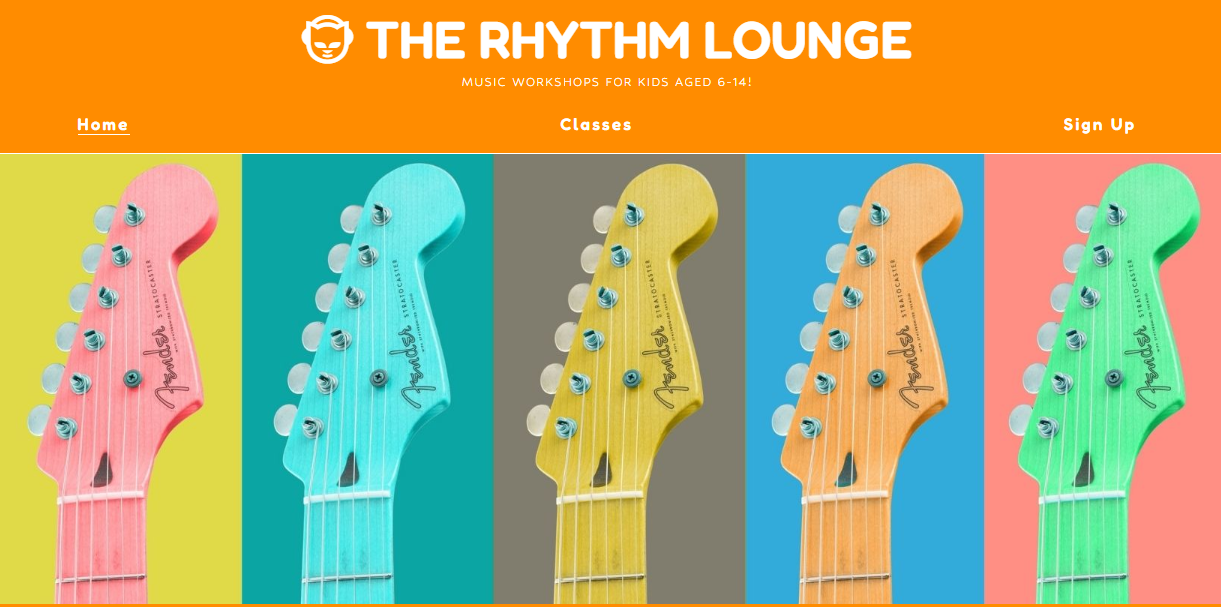 THE RHYTHM LOUNGE
MUSIC WORKSHOPS FOR KIDS AGED 6-14!
Home
Classes
Sign Up
Fender STRATOCASTER
Fender STRATOCASTER
Fender STRATOCASTER
Fender STRATOCASTER
Fender STRATOCASTER